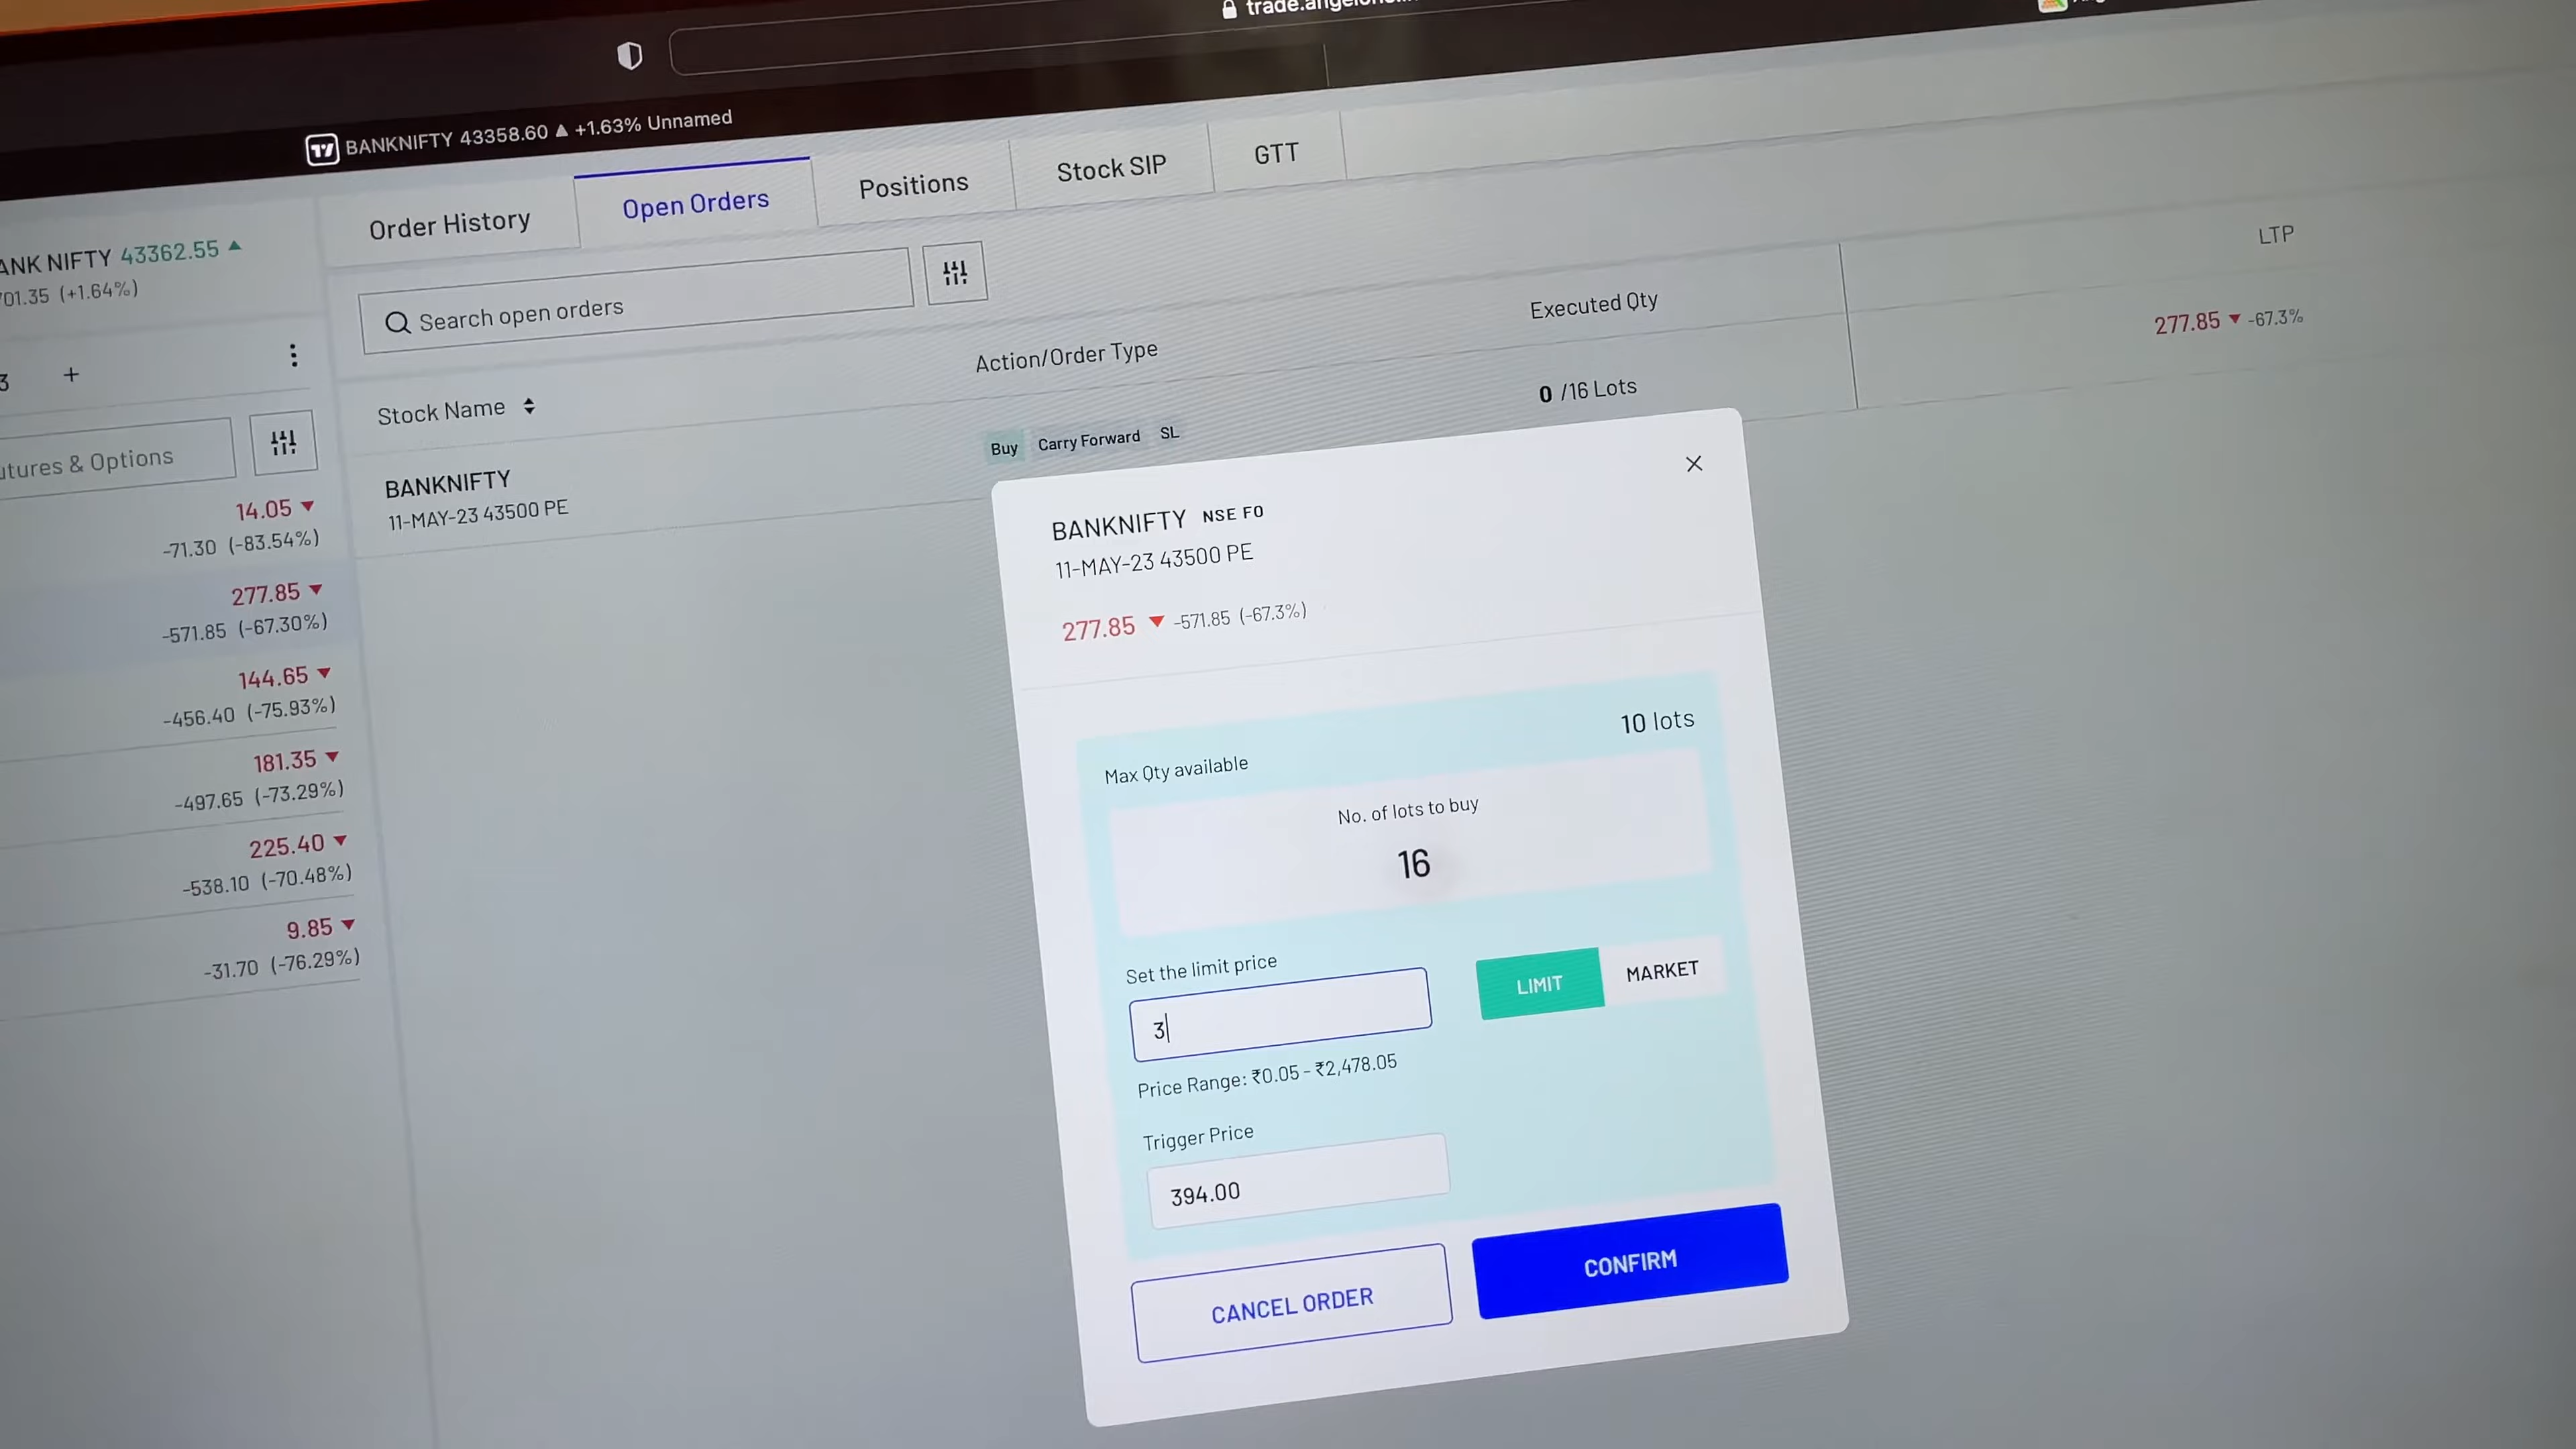 BANKNIFTY 43358.60 ▲ +1.63% Unnamed
BANK NIFTY 43362.55 ▲
701.35 (+1.64%)
3 +
Futures & Options
14.05 ▼
-71.30 (-83.54%)
277.85 ▼
-571.85 (-67.30%)
144.65 ▼
-456.40 (-75.93%)
181.35 ▼
-497.65 (-73.29%)
225.40 ▼
-538.10 (-70.48%)
9.85 ▼
-31.70 (-76.29%)
Order History
Open Orders
Positions
Stock SIP
GTT
Search open orders
Stock Name
Action/Order Type
Executed Qty
LTP
BANKNIFTY
11-MAY-23 43500 PE
Buy Carry Forward SL
0 /16 Lots
277.85 ▼ -67.3%
BANKNIFTY NSE FO
11-MAY-23 43500 PE
277.85 ▼ -571.85 (-67.3%)
Max Qty available
10 lots
No. of lots to buy
16
Set the limit price
3
LIMIT
MARKET
Price Range: ₹0.05 - ₹2,478.05
Trigger Price
394.00
CANCEL ORDER
CONFIRM